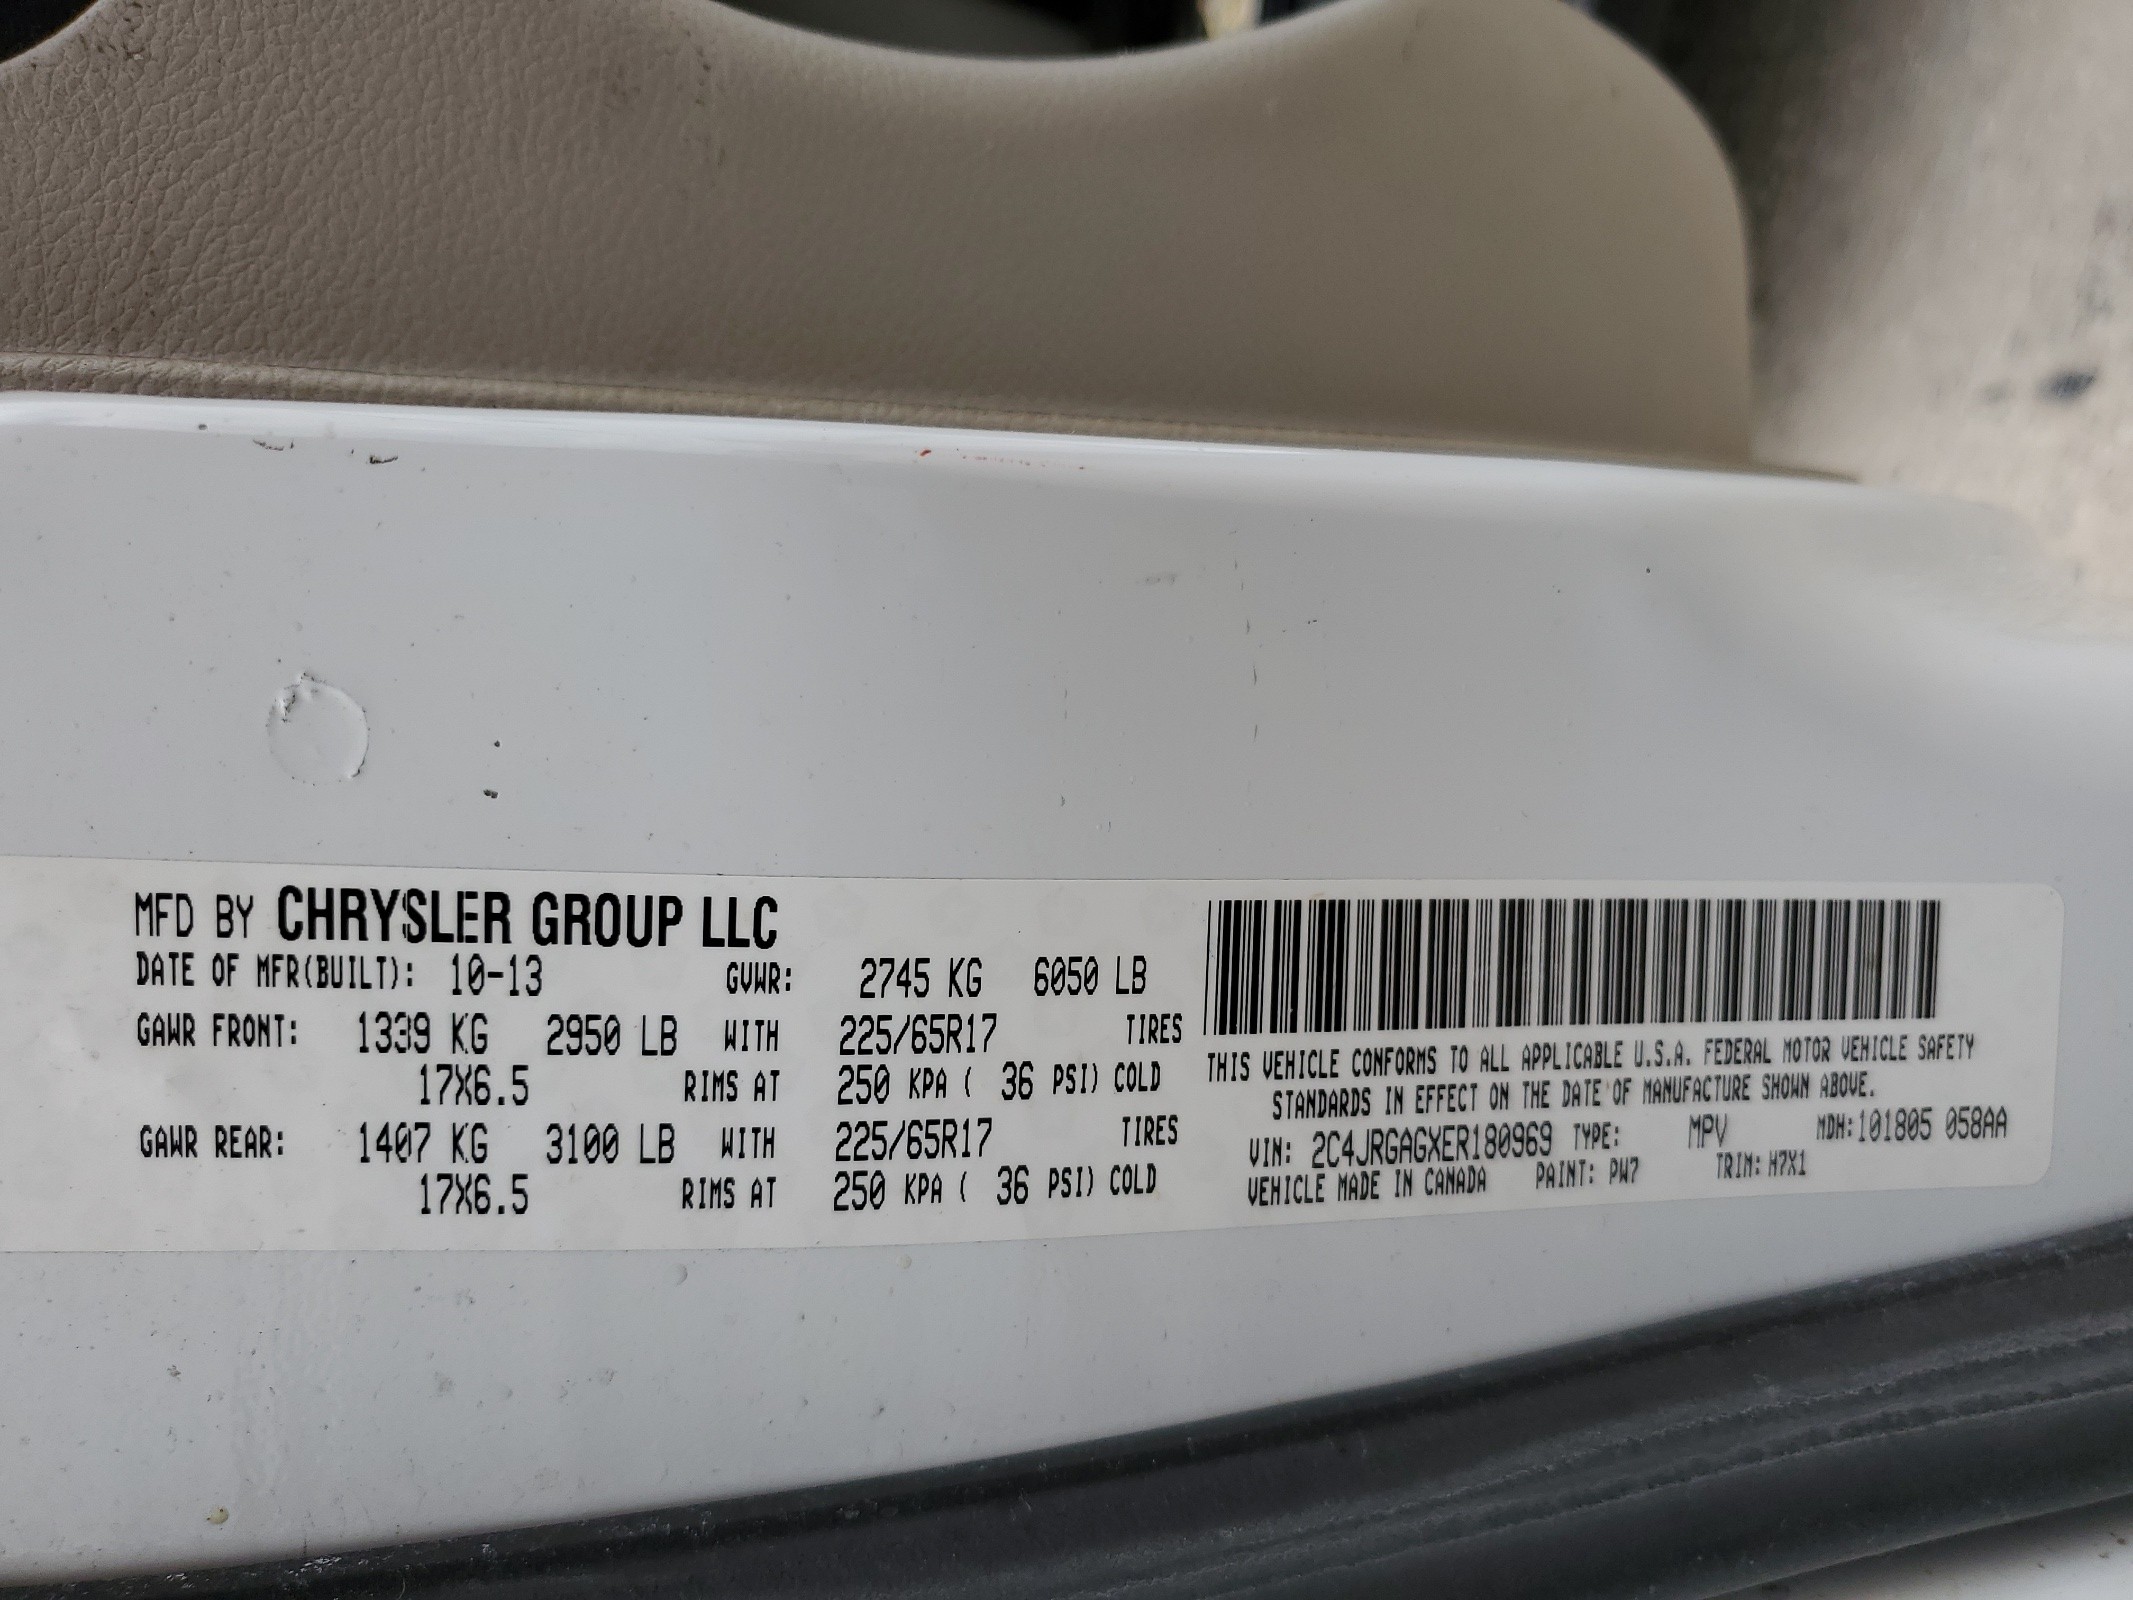 MFD BY CHRYSLER GROUP LLC
DATE OF MFR(BUILT): 10-13 GVWR: 2745 KG 6050 LB
GAWR FRONT: 1339 KG 2950 LB WITH 225/65R17 TIRES
17X6.5 RIMS AT 250 KPA ( 36 PSI) COLD
GAWR REAR: 1407 KG 3100 LB WITH 225/65R17 TIRES
17X6.5 RIMS AT 250 KPA ( 36 PSI) COLD
THIS VEHICLE CONFORMS TO ALL APPLICABLE U.S.A. FEDERAL MOTOR VEHICLE SAFETY
STANDARDS IN EFFECT ON THE DATE OF MANUFACTURE SHOWN ABOVE.
VIN: 2C4JRGAGXER180969 TYPE: MPV MDH:101805 058AA
VEHICLE MADE IN CANADA PAINT: PW7 TRIM: H7X1